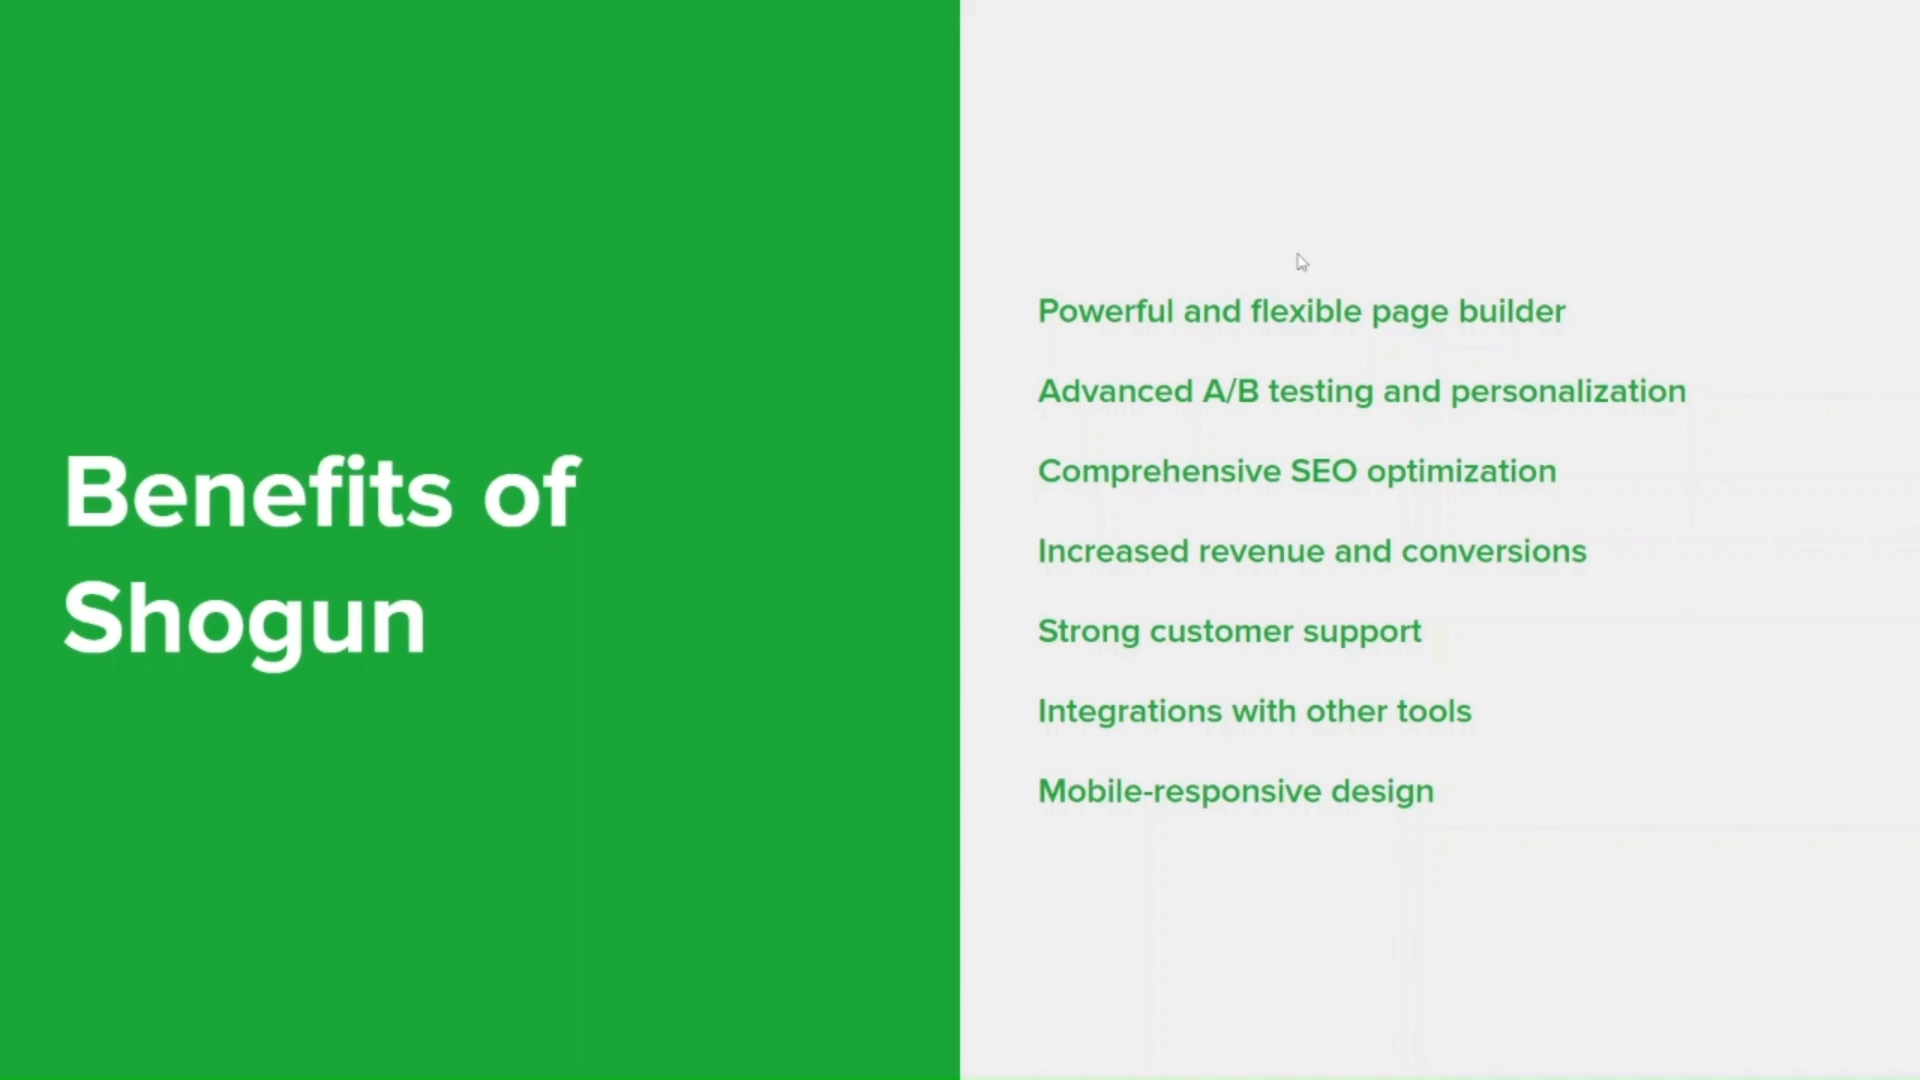 Benefits of
Shogun
Powerful and flexible page builder
Advanced A/B testing and personalization
Comprehensive SEO optimization
Increased revenue and conversions
Strong customer support
Integrations with other tools
Mobile-responsive design